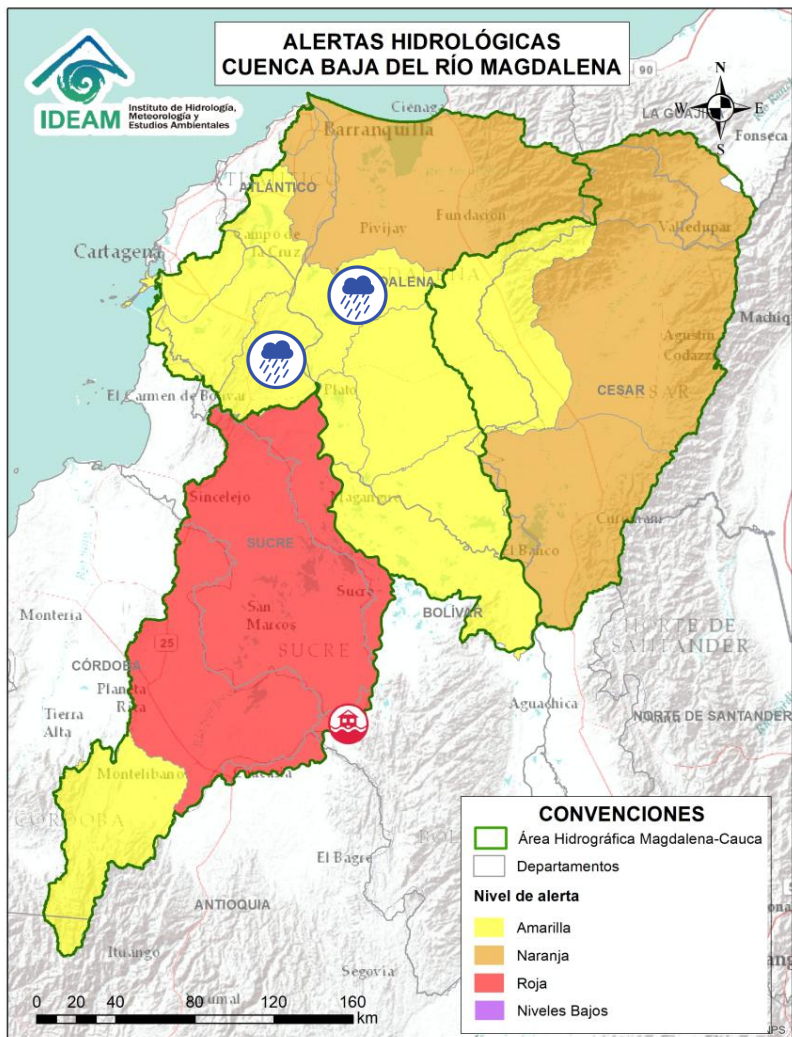 ALERTAS HIDROLÓGICAS
CUENCA BAJA DEL RÍO MAGDALENA
IDEAM
Instituto de Hidrología,
Meteorología y
Estudios Ambientales
N
W
E
S
90
Ciénaga
LA GUAJIRA
Barranquilla
Fonseca
ATLÁNTICO
Pivijay
Fundación
Valledupar
Cartagena
Campo de
la Cruz
DALENA
Machiq
Agustín
Codazzi
CESAR
El Carmen de Bolívar
Plato
Sincelejo
Magangué
SUCRE
Curumaní
El Banco
Sucre
San
Marcos
SUCRE
BOLÍVAR
Montería
25
CÓRDOBA
Planeta
Rica
NORTE DE
SANTANDER
Tierra
Alta
Aguachica
NORTE DE SANTANDER
Montelíbano
CÓRDOBA
El Bagre
ANTIOQUIA
Ituango
Segovia
CONVENCIONES
Área Hidrográfica Magdalena-Cauca
Departamentos
Nivel de alerta
Amarilla
Naranja
Roja
Niveles Bajos
0 20 40 80 120 160
km